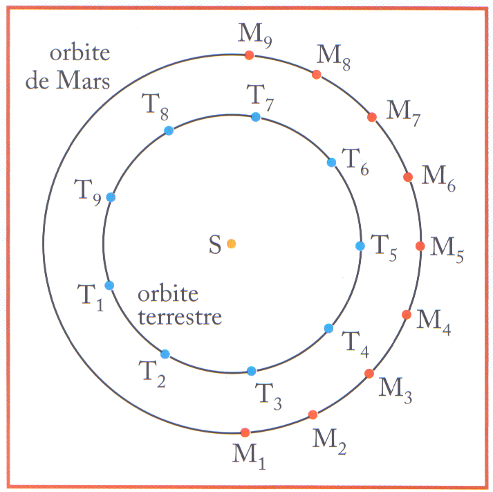 orbite
de Mars
M₉
M₈
T₈
T₇
M₇
T₆
M₆
T₉
S
T₅
M₅
T₁
orbite
terrestre
M₄
T₄
T₂
T₃
M₃
M₂
M₁